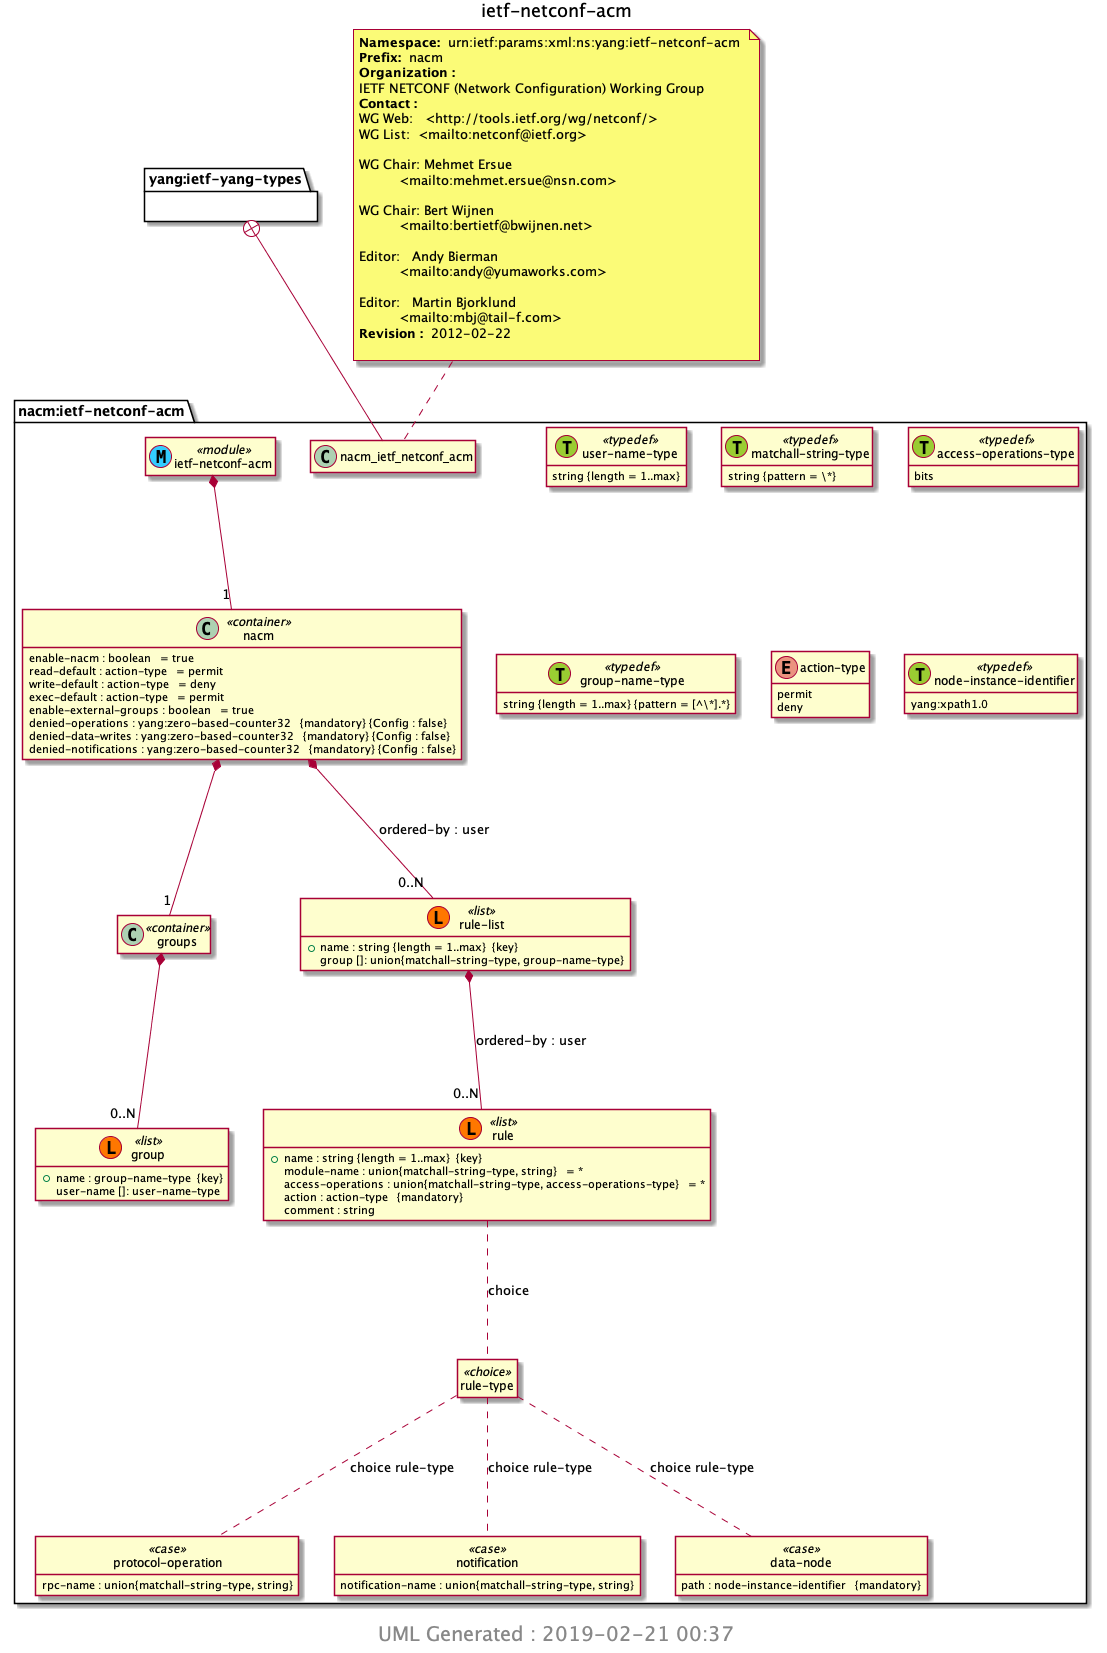 ietf-netconf-acm
Namespace: urn:ietf:params:xml:ns:yang:ietf-netconf-acm
Prefix: nacm
Organization :
IETF NETCONF (Network Configuration) Working Group
Contact :
WG Web: <http://tools.ietf.org/wg/netconf/>
WG List: <mailto:netconf@ietf.org>
WG Chair: Mehmet Ersue
<mailto:mehmet.ersue@nsn.com>
WG Chair: Bert Wijnen
<mailto:bertietf@bwijnen.net>
Editor: Andy Bierman
<mailto:andy@yumaworks.com>
Editor: Martin Bjorklund
<mailto:mbj@tail-f.com>
Revision : 2012-02-22
yang:ietf-yang-types
nacm:ietf-netconf-acm
M
«module»
ietf-netconf-acm
C
nacm_ietf_netconf_acm
T
«typedef»
user-name-type
string {length = 1..max}
T
«typedef»
matchall-string-type
string {pattern = \*}
T
«typedef»
access-operations-type
bits
1
C
«container»
nacm
enable-nacm : boolean = true
read-default : action-type = permit
write-default : action-type = deny
exec-default : action-type = permit
enable-external-groups : boolean = true
denied-operations : yang:zero-based-counter32 {mandatory} {Config : false}
denied-data-writes : yang:zero-based-counter32 {mandatory} {Config : false}
denied-notifications : yang:zero-based-counter32 {mandatory} {Config : false}
T
«typedef»
group-name-type
string {length = 1..max} {pattern = [^\*].*}
E
action-type
permit
deny
T
«typedef»
node-instance-identifier
yang:xpath1.0
ordered-by : user
1
0..N
C
«container»
groups
L
«list»
rule-list
name : string {length = 1..max} {key}
group []: union{matchall-string-type, group-name-type}
ordered-by : user
0..N
0..N
L
«list»
group
name : group-name-type {key}
user-name []: user-name-type
L
«list»
rule
name : string {length = 1..max} {key}
module-name : union{matchall-string-type, string} = *
access-operations : union{matchall-string-type, access-operations-type} = *
action : action-type {mandatory}
comment : string
choice
«choice»
rule-type
choice rule-type
choice rule-type
choice rule-type
«case»
protocol-operation
rpc-name : union{matchall-string-type, string}
«case»
notification
notification-name : union{matchall-string-type, string}
«case»
data-node
path : node-instance-identifier {mandatory}
UML Generated : 2019-02-21 00:37